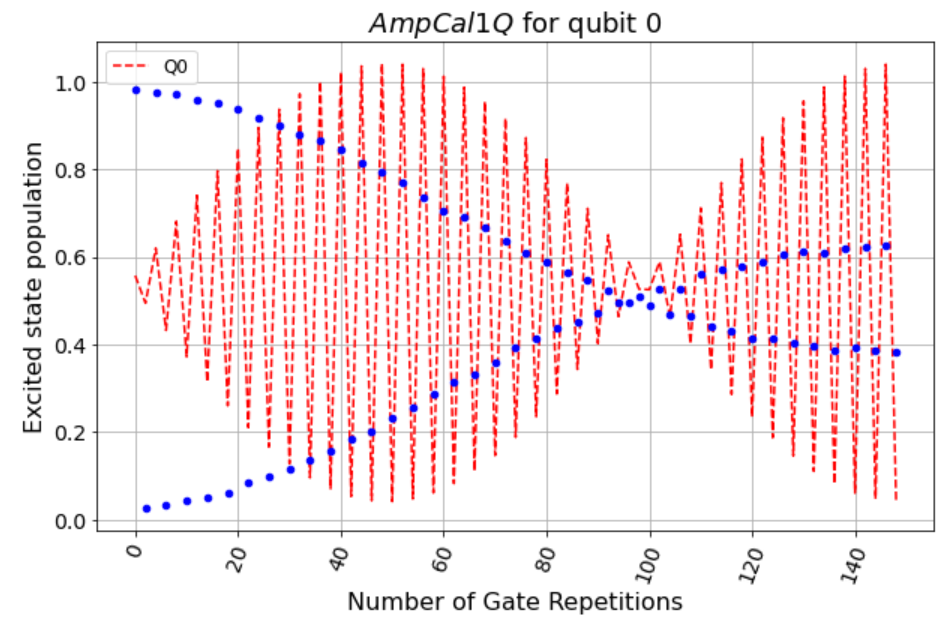 AmpCal1Q for qubit 0
Q0
1.0
0.8
0.6
0.4
0.2
0.0
Excited state population
0 20 40 60 80 100 120 140
Number of Gate Repetitions